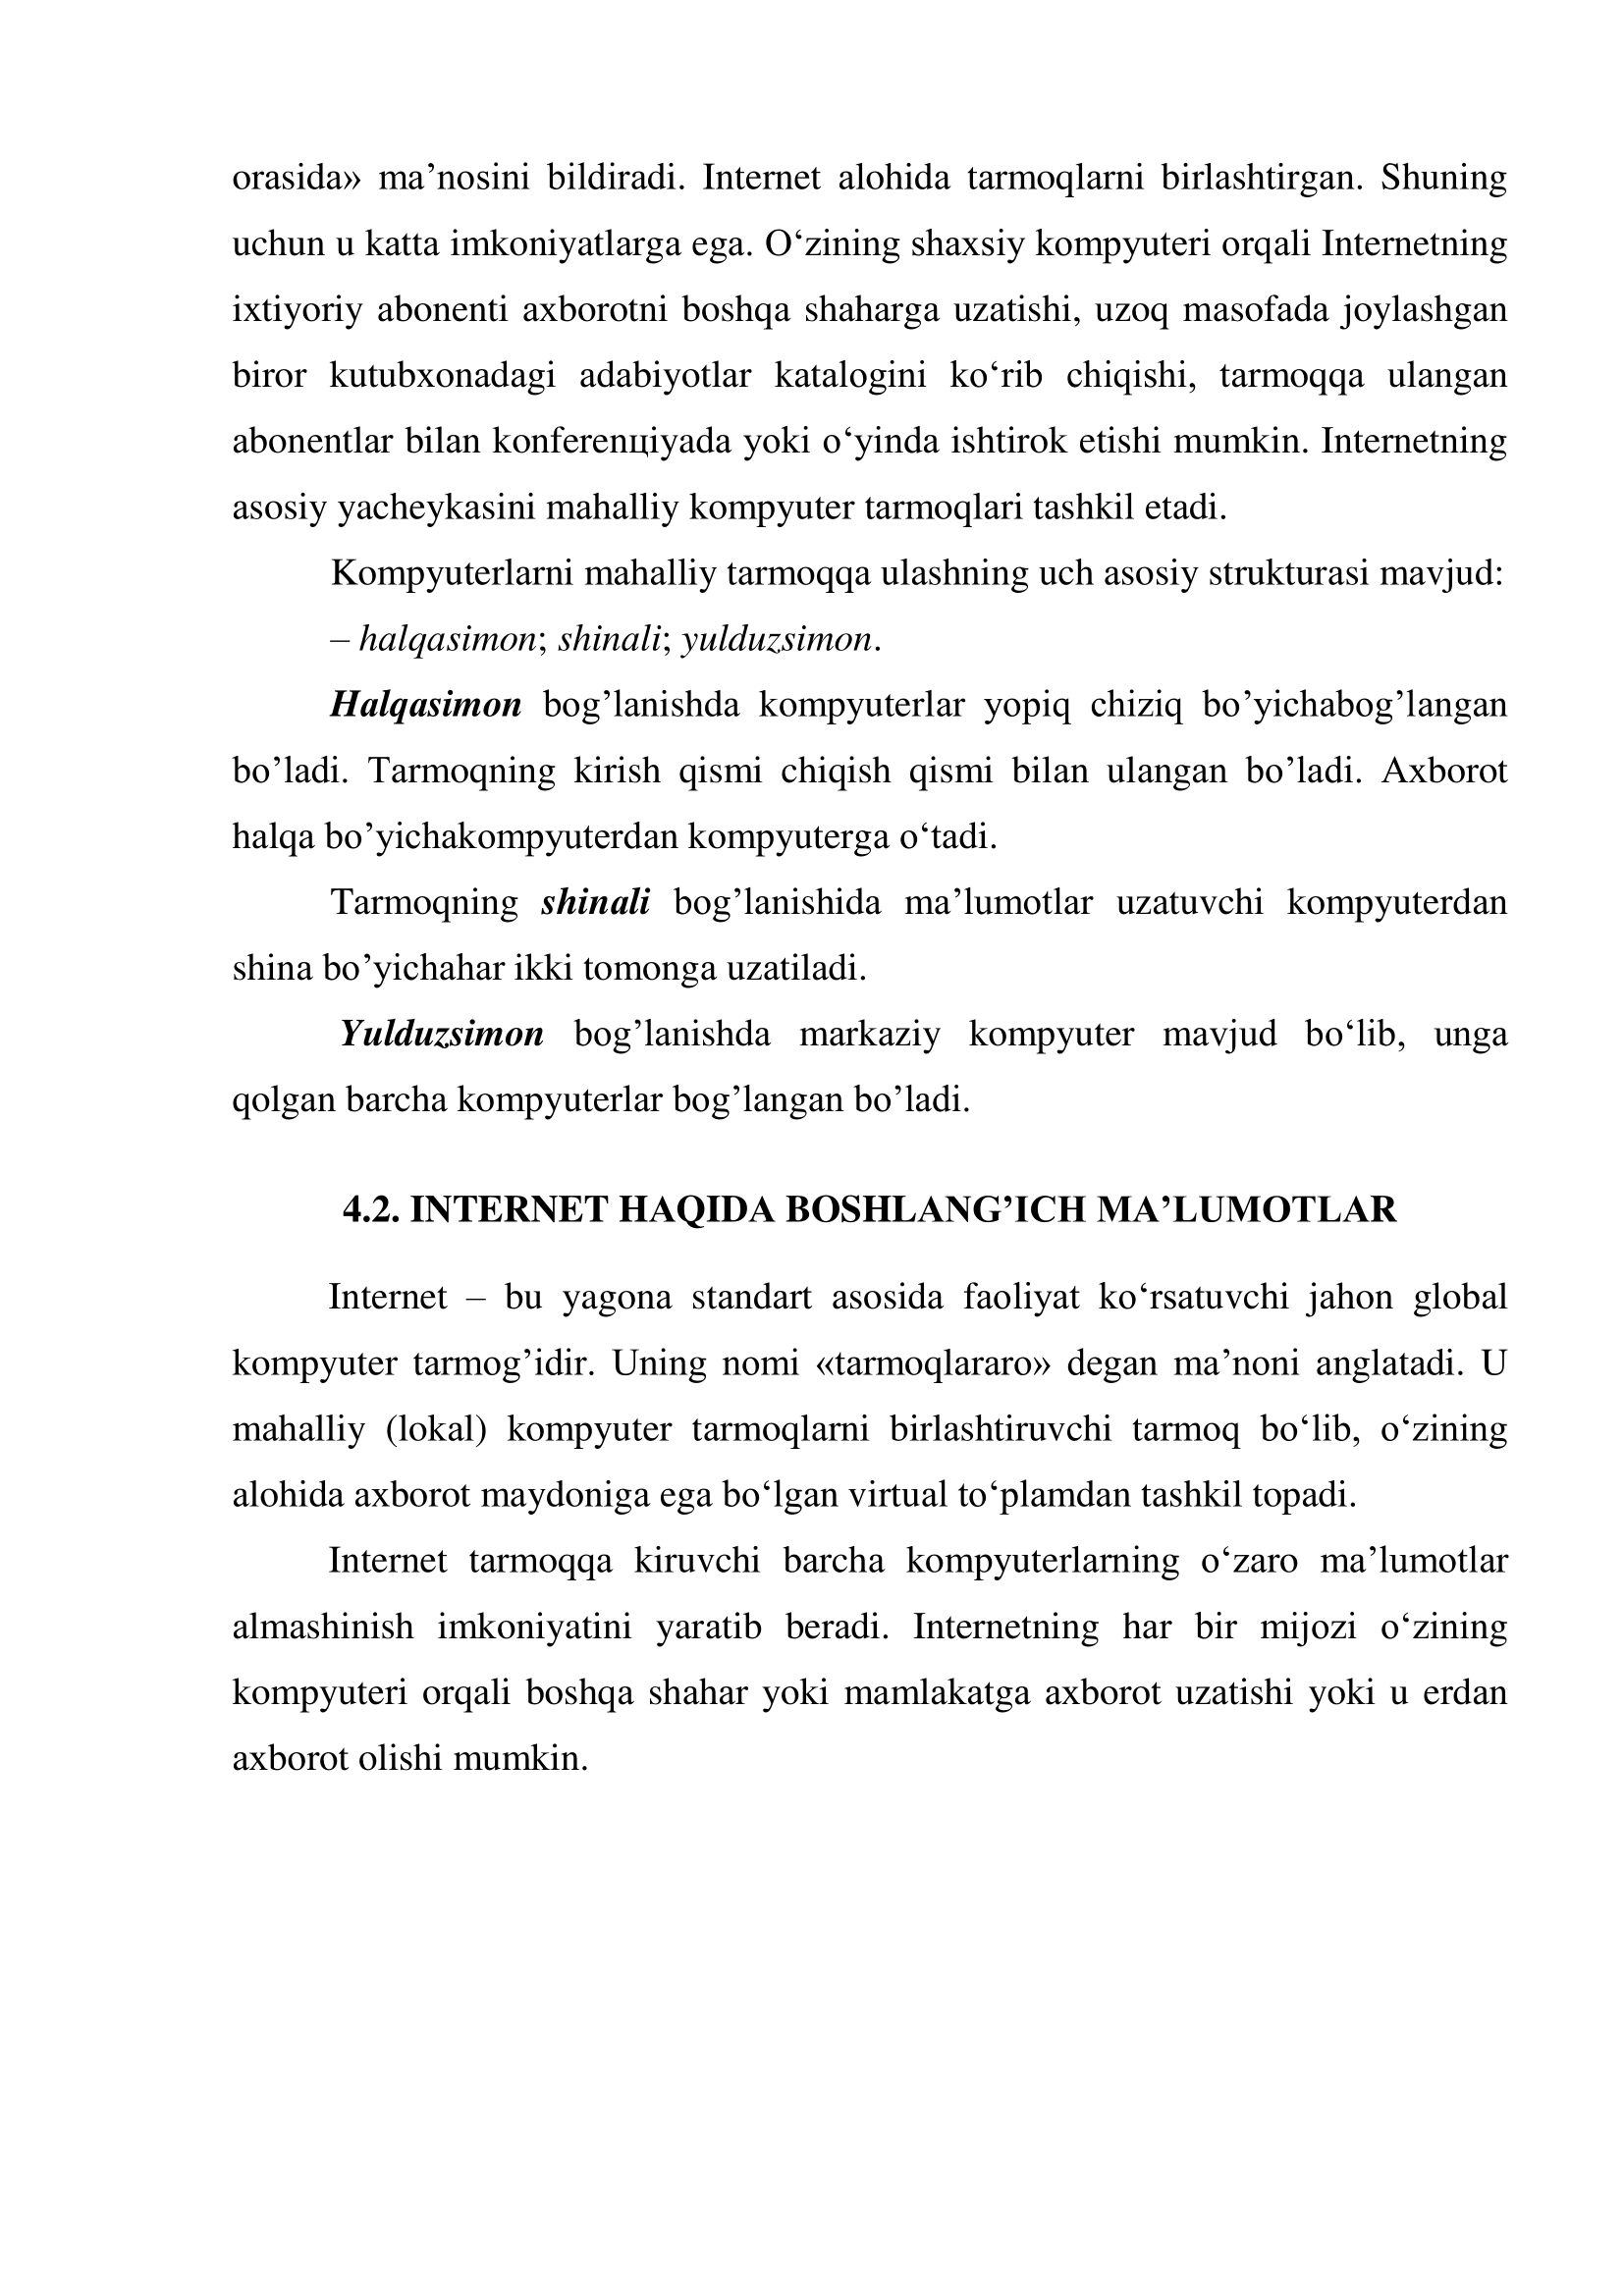 orasida» ma’nosini bildiradi. Internet alohida tarmoqlarni birlashtirgan. Shuning
uchun u katta imkoniyatlarga ega. O‘zining shaxsiy kompyuteri orqali Internetning
ixtiyoriy abonenti axborotni boshqa shaharga uzatishi, uzoq masofada joylashgan
biror kutubxonadagi adabiyotlar katalogini ko‘rib chiqishi, tarmoqqa ulangan
abonentlar bilan konferenцiyada yoki o‘yinda ishtirok etishi mumkin. Internetning
asosiy yacheykasini mahalliy kompyuter tarmoqlari tashkil etadi.
Kompyuterlarni mahalliy tarmoqqa ulashning uch asosiy strukturasi mavjud:
– halqasimon; shinali; yulduzsimon.
Halqasimon bog’lanishda kompyuterlar yopiq chiziq bo’yichabog’langan
bo’ladi. Tarmoqning kirish qismi chiqish qismi bilan ulangan bo’ladi. Axborot
halqa bo’yichakompyuterdan kompyuterga o‘tadi.
Tarmoqning shinali bog’lanishida ma’lumotlar uzatuvchi kompyuterdan
shina bo’yichahar ikki tomonga uzatiladi.
Yulduzsimon bog’lanishda markaziy kompyuter mavjud bo‘lib, unga
qolgan barcha kompyuterlar bog’langan bo’ladi.
4.2. INTERNET HAQIDA BOSHLANG’ICH MA’LUMOTLAR
Internet – bu yagona standart asosida faoliyat ko‘rsatuvchi jahon global
kompyuter tarmog’idir. Uning nomi «tarmoqlararo» degan ma’noni anglatadi. U
mahalliy (lokal) kompyuter tarmoqlarni birlashtiruvchi tarmoq bo‘lib, o‘zining
alohida axborot maydoniga ega bo‘lgan virtual to‘plamdan tashkil topadi.
Internet tarmoqqa kiruvchi barcha kompyuterlarning o‘zaro ma’lumotlar
almashinish imkoniyatini yaratib beradi. Internetning har bir mijozi o‘zining
kompyuteri orqali boshqa shahar yoki mamlakatga axborot uzatishi yoki u erdan
axborot olishi mumkin.